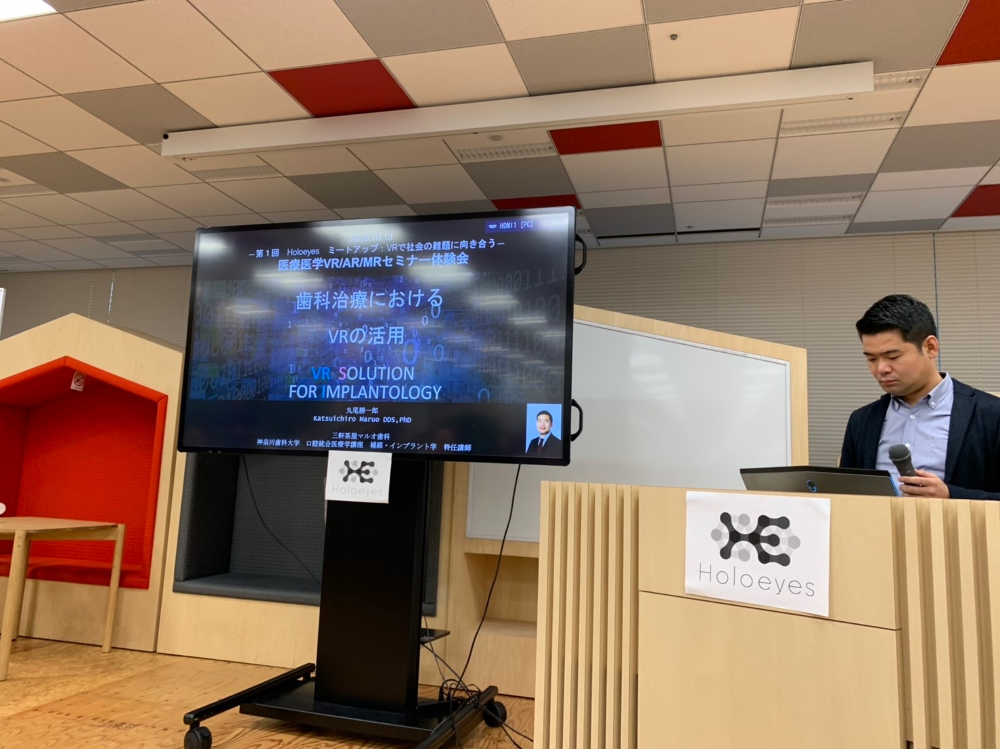 HDMI1 [PC]
2018.10.13
－第１回　Holoeyes　ミートアップ：VRで社会の難題に向き合う－
医療医学VR/AR/MRセミナー体験会
歯科治療における
VRの活用
VR SOLUTION
FOR IMPLANTOLOGY
丸尾勝一郎
Katsuichiro Maruo DDS,PhD
三軒茶屋マルオ歯科
神奈川歯科大学　口腔統合医療学講座　補綴・インプラント学　特任講師
Holoeyes
Holoeyes